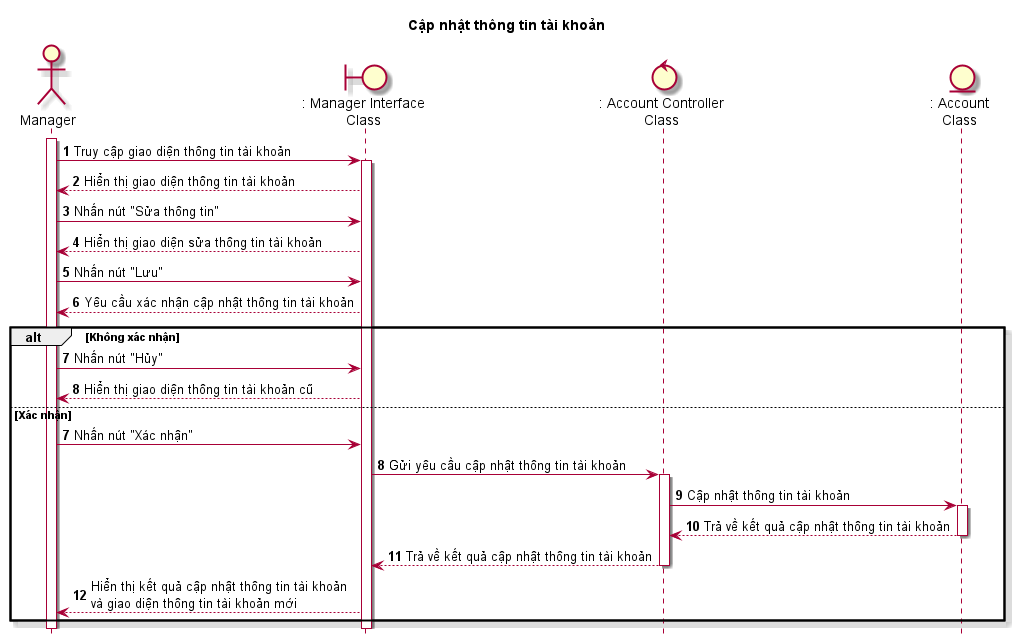 Cập nhật thông tin tài khoản
Manager
: Manager Interface
Class
: Account Controller
Class
: Account
Class
1 Truy cập giao diện thông tin tài khoản
2 Hiển thị giao diện thông tin tài khoản
3 Nhấn nút "Sửa thông tin"
4 Hiển thị giao diện sửa thông tin tài khoản
5 Nhấn nút "Lưu"
6 Yêu cầu xác nhận cập nhật thông tin tài khoản
alt [Không xác nhận]
7 Nhấn nút "Hủy"
8 Hiển thị giao diện thông tin tài khoản cũ
[Xác nhận]
7 Nhấn nút "Xác nhận"
8 Gửi yêu cầu cập nhật thông tin tài khoản
9 Cập nhật thông tin tài khoản
10 Trả về kết quả cập nhật thông tin tài khoản
11 Trả về kết quả cập nhật thông tin tài khoản
12 Hiển thị kết quả cập nhật thông tin tài khoản
và giao diện thông tin tài khoản mới